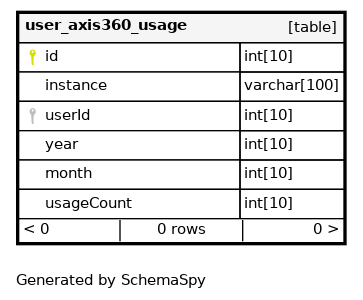 user_axis360_usage [table]
id int[10]
instance varchar[100]
userId int[10]
year int[10]
month int[10]
usageCount int[10]
< 0 0 rows 0 >
Generated by SchemaSpy